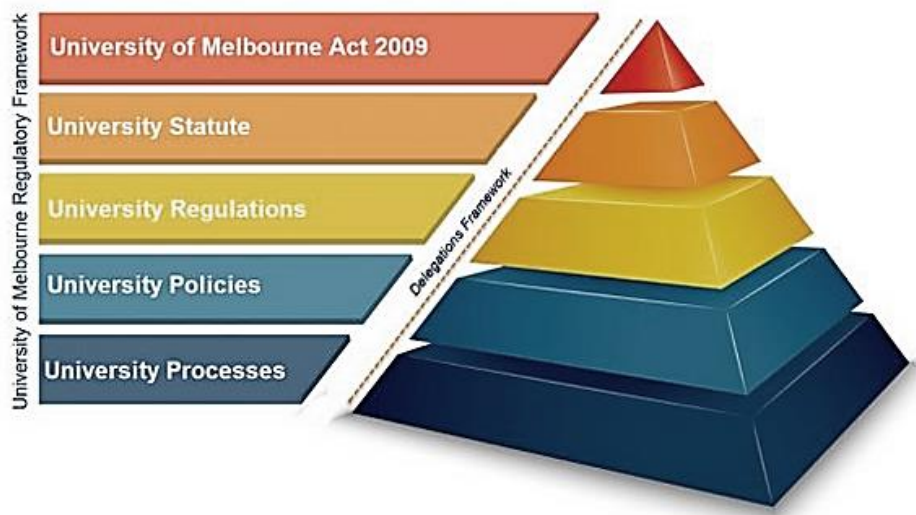 University of Melbourne Regulatory Framework
University of Melbourne Act 2009
University Statute
University Regulations
University Policies
University Processes
Delegations Framework